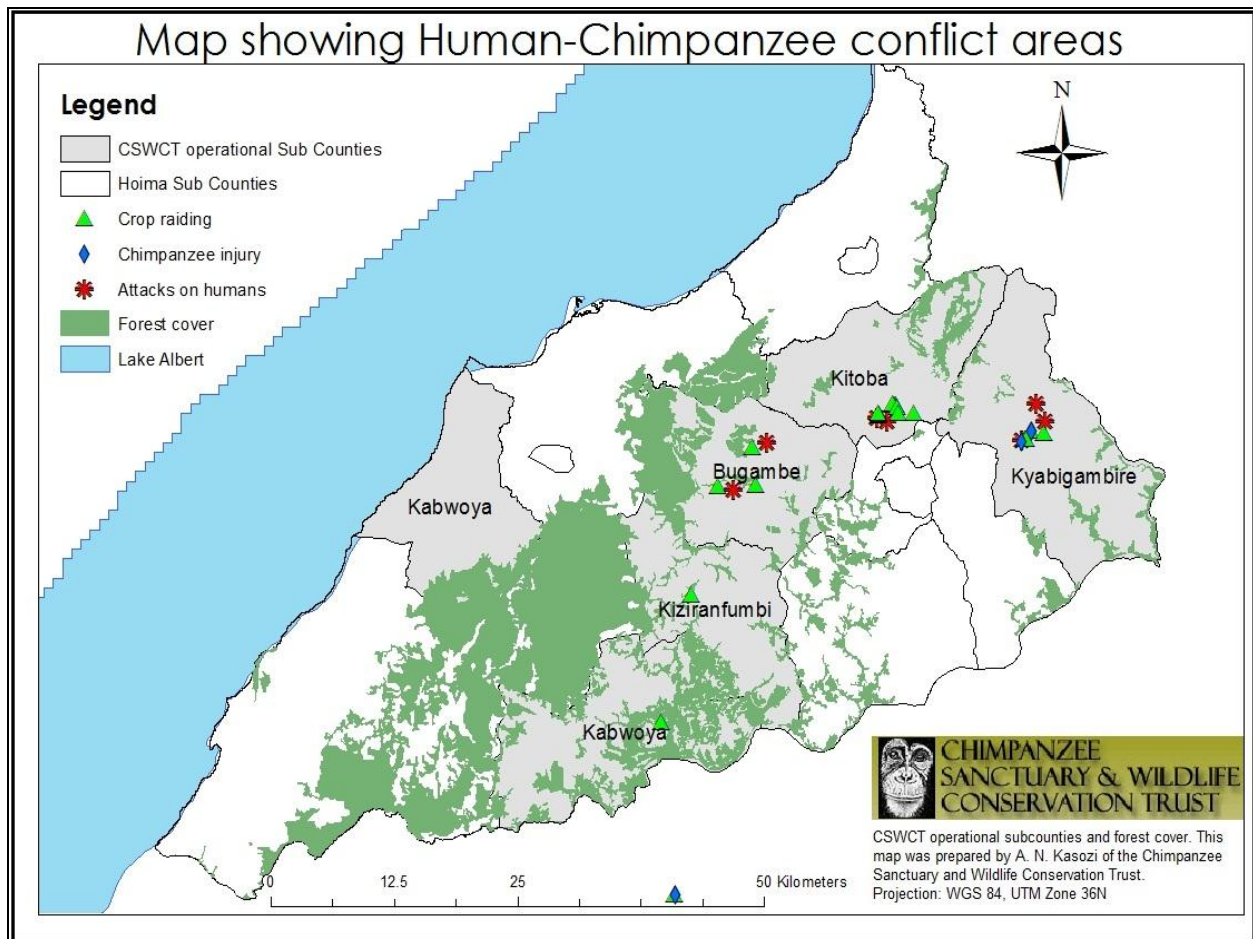 Map showing Human-Chimpanzee conflict areas
Legend
CSWCT operational Sub Counties
Hoima Sub Counties
Crop raiding
Chimpanzee injury
Attacks on humans
Forest cover
Lake Albert
N
Kitoba
Bugambe
Kyabigambire
Kabwoya
Kiziranfumbi
Kabwoya
CHIMPANZEE
SANCTUARY & WILDLIFE
CONSERVATION TRUST
CSWCT operational subcounties and forest cover. This
map was prepared by A. N. Kasozi of the Chimpanzee
Sanctuary and Wildlife Conservation Trust.
Projection: WGS 84, UTM Zone 36N
0 12.5 25 50 Kilometers